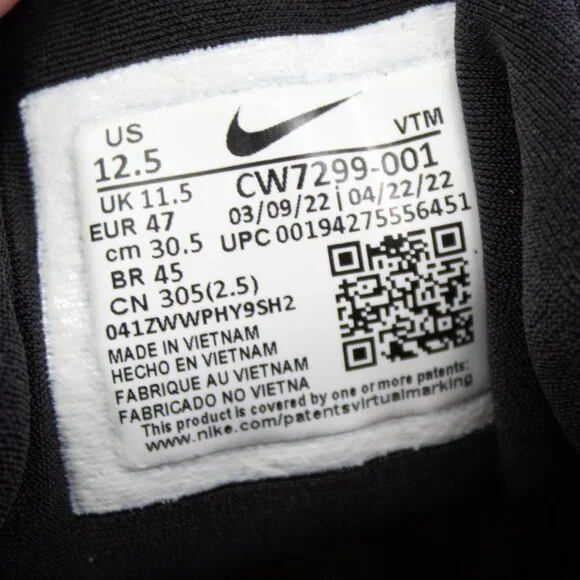 US
12.5
VTM
UK 11.5
CW7299-001
EUR 47
03/09/22 | 04/22/22
cm 30.5
UPC 00194275556451
BR 45
CN 305(2.5)
041ZWWPHY9SH2
MADE IN VIETNAM
HECHO EN VIETNAM
FABRIQUE AU VIETNAM
FABRICADO NO VIETNA
This product is covered by one or more patents:
www.nike.com/patentsvirtualmarking